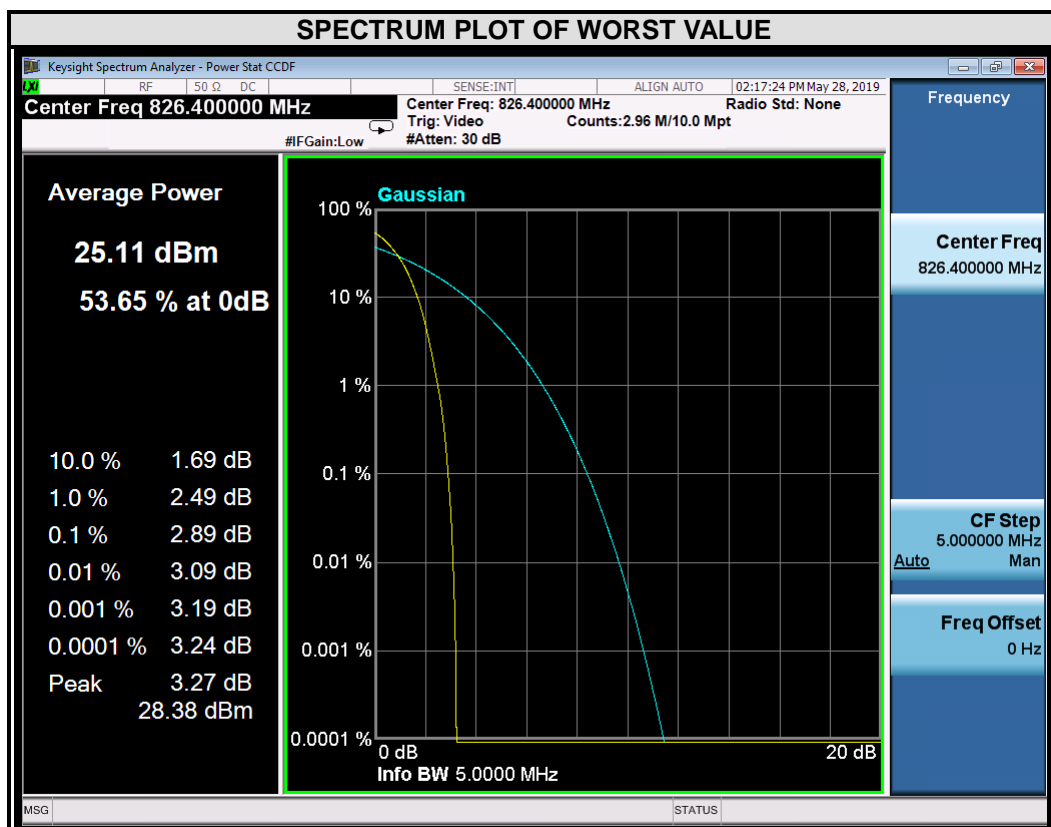 SPECTRUM PLOT OF WORST VALUE
Keysight Spectrum Analyzer - Power Stat CCDF
LXI RF 50 Ω DC SENSE:INT ALIGN AUTO 02:17:24 PM May 28, 2019
Center Freq 826.400000 MHz
#IFGain:Low
Center Freq: 826.400000 MHz
Trig: Video
#Atten: 30 dB
Counts:2.96 M/10.0 Mpt
Radio Std: None
Average Power
25.11 dBm
53.65 % at 0dB
10.0 % 1.69 dB
1.0 % 2.49 dB
0.1 % 2.89 dB
0.01 % 3.09 dB
0.001 % 3.19 dB
0.0001 % 3.24 dB
Peak 3.27 dB
28.38 dBm
Gaussian
100 %
10 %
1 %
0.1 %
0.01 %
0.001 %
0.0001 %
0 dB 20 dB
Info BW 5.0000 MHz
Frequency
Center Freq
826.400000 MHz
CF Step
5.000000 MHz
Auto Man
Freq Offset
0 Hz
MSG STATUS